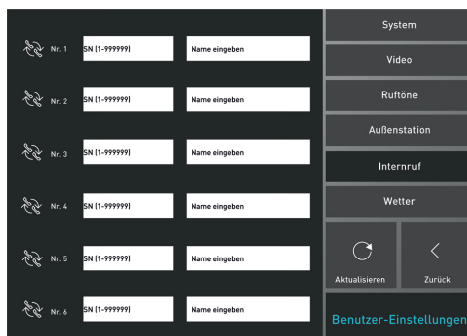 Nr. 1 SN (1-999999) Name eingeben
Nr. 2 SN (1-999999) Name eingeben
Nr. 3 SN (1-999999) Name eingeben
Nr. 4 SN (1-999999) Name eingeben
Nr. 5 SN (1-999999) Name eingeben
Nr. 6 SN (1-999999) Name eingeben
System
Video
Ruftöne
Außenstation
Internruf
Wetter
Aktualisieren Zurück
Benutzer-Einstellungen